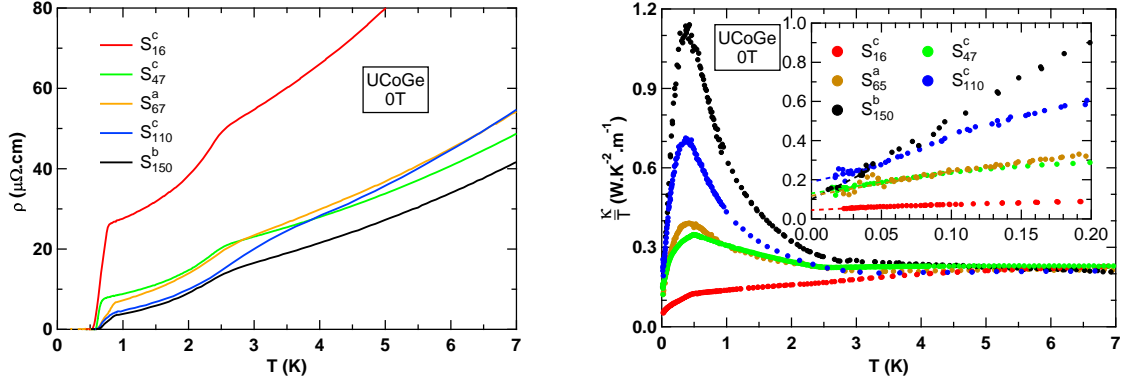 80
60
40
20
0
ρ (μΩ.cm)
S^c_16
S^c_47
S^a_67
S^c_110
S^b_150
UCoGe
0T
0 1 2 3 4 5 6 7
T (K)
1.2
0.9
0.6
0.3
0.0
κ/T (W.K^-2.m^-1)
UCoGe
0T
1.0
0.8
0.6
0.4
0.2
0.0
S^c_16
S^c_47
S^a_65
S^c_110
S^b_150
0.00 0.05 0.10 0.15 0.20
0 1 2 3 4 5 6 7
T (K)